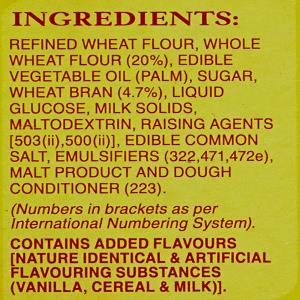 INGREDIENTS:
REFINED WHEAT FLOUR, WHOLE
WHEAT FLOUR (20%), EDIBLE
VEGETABLE OIL (PALM), SUGAR,
WHEAT BRAN (4.7%), LIQUID
GLUCOSE, MILK SOLIDS,
MALTODEXTRIN, RAISING AGENTS
[503(ii),500(ii)], EDIBLE COMMON
SALT, EMULSIFIERS (322,471,472e),
MALT PRODUCT AND DOUGH
CONDITIONER (223).
(Numbers in brackets as per
International Numbering System).
CONTAINS ADDED FLAVOURS
[NATURE IDENTICAL & ARTIFICIAL
FLAVOURING SUBSTANCES
(VANILLA, CEREAL & MILK)].